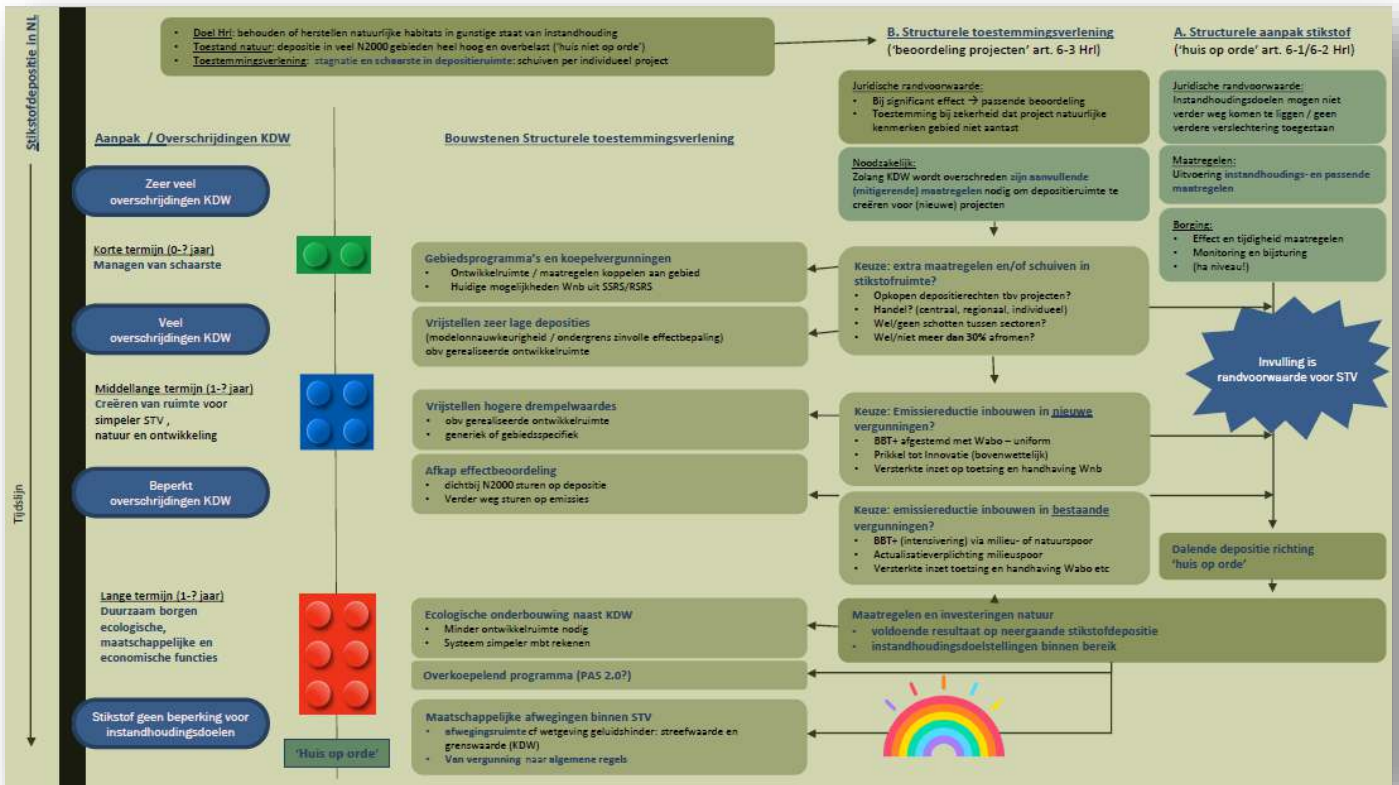 Stikstofdepositie in NL
Tijdslijn
• Doel Hrl: behouden of herstellen natuurlijke habitats in gunstige staat van instandhouding
• Toestand natuur: depositie in veel N2000 gebieden heel hoog en overbelast ('huis niet op orde')
• Toestemmingsverlening: stagnatie en schaarste in depositieruimte: schuiven per individueel project
B. Structurele toestemmingsverlening
('beoordeling projecten' art. 6-3 Hrl)
A. Structurele aanpak stikstof
('huis op orde' art. 6-1/6-2 Hrl)
Aanpak / Overschrijdingen KDW
Zeer veel
overschrijdingen KDW
Korte termijn (0-? jaar)
Managen van schaarste
Veel
overschrijdingen KDW
Middellange termijn (1-? jaar)
Creëren van ruimte voor
simpeler STV ,
natuur en ontwikkeling
Beperkt
overschrijdingen KDW
Lange termijn (1-? jaar)
Duurzaam borgen
ecologische,
maatschappelijke en
economische functies
Stikstof geen beperking voor
instandhoudingsdoelen
'Huis op orde'
Bouwstenen Structurele toestemmingsverlening
Gebiedsprogramma's en koepelvergunningen
• Ontwikkelruimte / maatregelen koppelen aan gebied
• Huidige mogelijkheden Wnb uit SSRS/RSRS
Vrijstellen zeer lage deposities
(modelonnauwkeurigheid / ondergrens zinvolle effectbepaling)
obv gerealiseerde ontwikkelruimte
Vrijstellen hogere drempelwaardes
• obv gerealiseerde ontwikkelruimte
• generiek of gebiedsspecifiek
Afkap effectbeoordeling
• dichtbij N2000 sturen op depositie
• Verder weg sturen op emissies
Ecologische onderbouwing naast KDW
• Minder ontwikkelruimte nodig
• Systeem simpeler mbt rekenen
Overkoepelend programma (PAS 2.0?)
Maatschappelijke afwegingen binnen STV
• afwegingsruimte cf wetgeving geluidshinder: streefwaarde en
grenswaarde (KDW)
• Van vergunning naar algemene regels
Juridische randvoorwaarde:
• Bij significant effect → passende beoordeling
• Toestemming bij zekerheid dat project natuurlijke
kenmerken gebied niet aantast
Noodzakelijk:
Zolang KDW wordt overschreden zijn aanvullende
(mitigerende) maatregelen nodig om depositieruimte te
creëren voor (nieuwe) projecten
Keuze: extra maatregelen en/of schuiven in
stikstofruimte?
• Opkopen depositierechten tbv projecten?
• Handel? (centraal, regionaal, individueel)
• Wel/geen schotten tussen sectoren?
• Wel/niet meer dan 30% afromen?
Keuze: Emissiereductie inbouwen in nieuwe
vergunningen?
• BBT+ afgestemd met Wabo – uniform
• Prikkel tot Innovatie (bovenwettelijk)
• Versterkte inzet op toetsing en handhaving Wnb
Keuze: emissiereductie inbouwen in bestaande
vergunningen?
• BBT+ (intensivering) via milieu- of natuurspoor
• Actualisatieverplichting milieuspoor
• Versterkte inzet toetsing en handhaving Wabo etc
Maatregelen en investeringen natuur
- voldoende resultaat op neergaande stikstofdepositie
- instandhoudingsdoelstellingen binnen bereik
Juridische randvoorwaarde:
Instandhoudingsdoelen mogen niet
verder weg komen te liggen / geen
verdere verslechtering toegestaan
Maatregelen:
Uitvoering instandhoudings- en passende
maatregelen
Borging:
• Effect en tijdigheid maatregelen
• Monitoring en bijsturing
• (ha niveau!)
Invulling is
randvoorwaarde voor STV
Dalende depositie richting
'huis op orde'